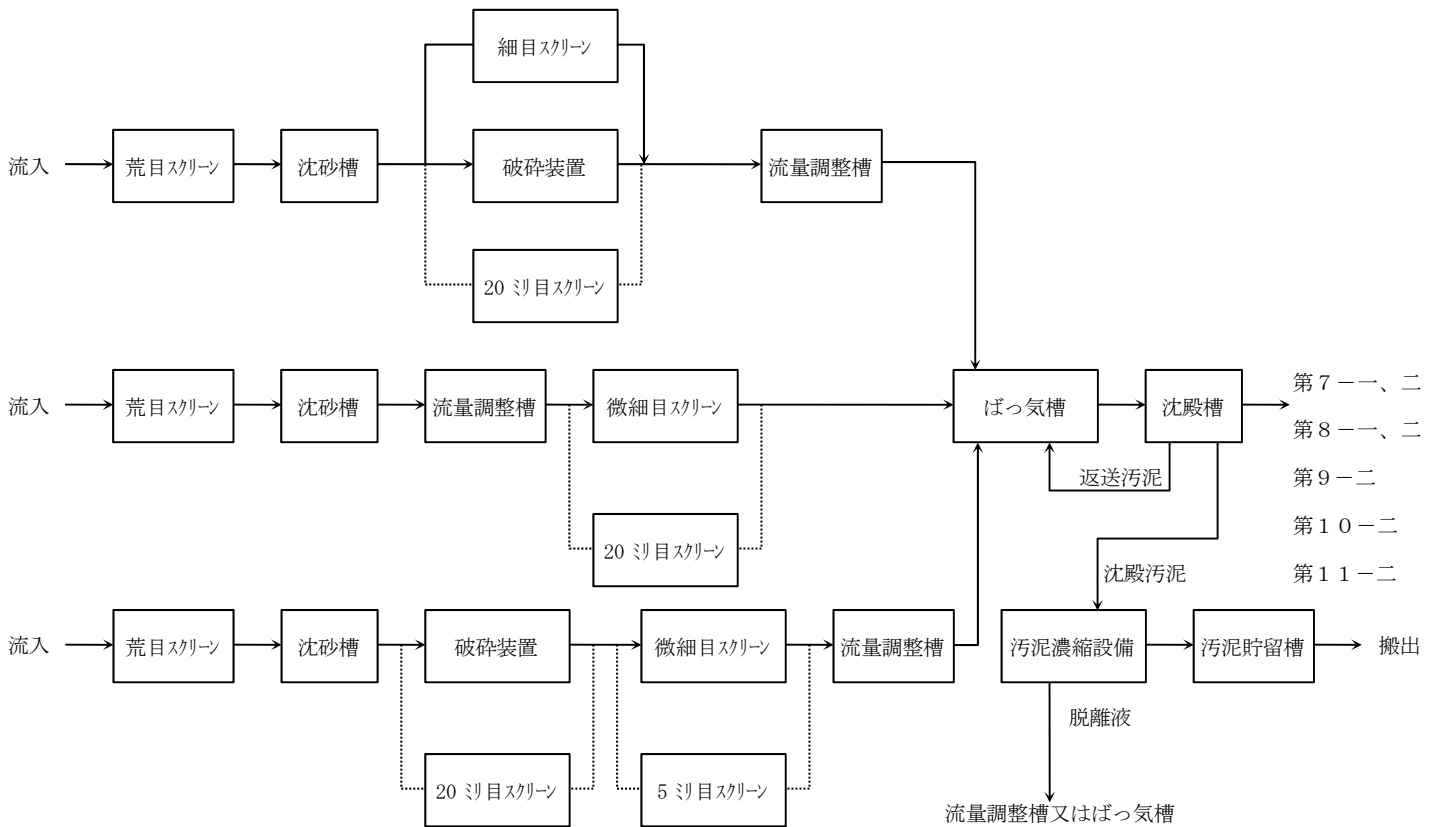 細目ｽｸﾘｰﾝ
流入
荒目ｽｸﾘｰﾝ
沈砂槽
破砕装置
流量調整槽
20 ﾐﾘ目ｽｸﾘｰﾝ
流入
荒目ｽｸﾘｰﾝ
沈砂槽
流量調整槽
微細目ｽｸﾘｰﾝ
ばっ気槽
沈殿槽
第７－一、二
第８－一、二
第９－二
第１０－二
第１１－二
返送汚泥
20 ﾐﾘ目ｽｸﾘｰﾝ
沈殿汚泥
流入
荒目ｽｸﾘｰﾝ
沈砂槽
破砕装置
微細目ｽｸﾘｰﾝ
流量調整槽
汚泥濃縮設備
汚泥貯留槽
搬出
脱離液
20 ﾐﾘ目ｽｸﾘｰﾝ
5 ﾐﾘ目ｽｸﾘｰﾝ
流量調整槽又はばっ気槽